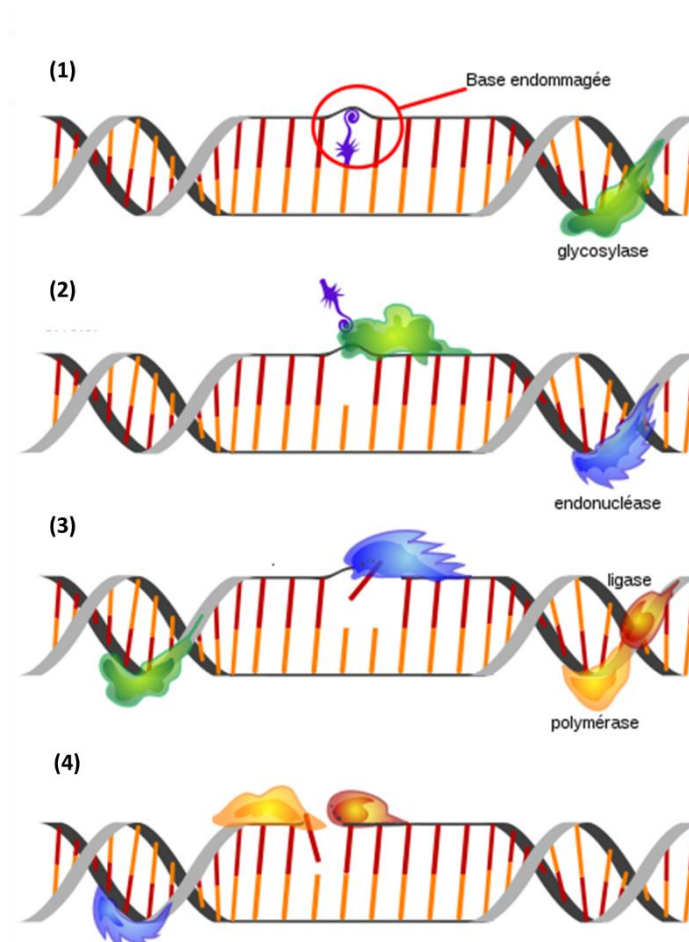 (1)
Base endommagée
glycosylase
(2)
endonucléase
(3)
ligase
polymérase
(4)